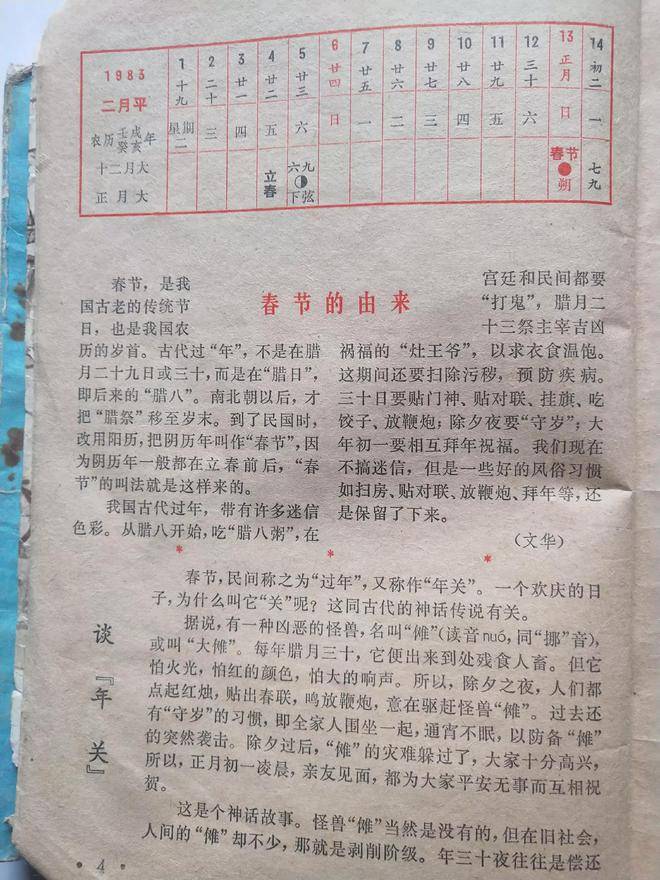 1983
二月平
农历壬戌癸亥年
十二月大
正月大
1 2 3 4 5 6 7 8 9 10 11 12 13 14
十九 二十 廿一 廿二 廿三 廿四 廿五 廿六 廿七 廿八 廿九 三十 正月 初二
星期二 三 四 五 六 日 一 二 三 四 五 六 日 一
立春 六九 下弦 春节 朔 七九
春节的由来
春节，是我
国古老的传统节
日，也是我国农
历的岁首。古代过“年”，不是在腊
月二十九日或三十，而是在“腊日”，
即后来的“腊八”。南北朝以后，才
把“腊祭”移至岁末。到了民国时，
改用阳历，把阴历年叫作“春节”，因
为阴历年一般都在立春前后，“春
节”的叫法就是这样来的。
我国古代过年，带有许多迷信
色彩。从腊八开始，吃“腊八粥”，在
宫廷和民间都要
“打鬼”，腊月二
十三祭主宰吉凶
祸福的“灶王爷”，以求衣食温饱。
这期间还要扫除污秽，预防疾病。
三十日要贴门神、贴对联、挂旗、吃
饺子、放鞭炮；除夕夜要“守岁”；大
年初一要相互拜年祝福。我们现在
不搞迷信，但是一些好的风俗习惯
如扫房、贴对联、放鞭炮、拜年等，还
是保留了下来。
（文华）
* * *
谈『年关』
春节，民间称之为“过年”，又称作“年关”。一个欢庆的日
子，为什么叫它“关”呢？这同古代的神话传说有关。
据说，有一种凶恶的怪兽，名叫“傩”（读音nuó，同“挪”音），
或叫“大傩”。每年腊月三十，它便出来到处残食人畜。但它
怕火光，怕红的颜色，怕大的响声。所以，除夕之夜，人们都
点起红烛，贴出春联，鸣放鞭炮，意在驱赶怪兽“傩”。过去还
有“守岁”的习惯，即全家人围坐一起，通宵不眠，以防备“傩”
的突然袭击。除夕过后，“傩”的灾难躲过了，大家十分高兴，
所以，正月初一凌晨，亲友见面，都为大家平安无事而互相祝
贺。
这是个神话故事。怪兽“傩”当然是没有的，但在旧社会，
人间的“傩”却不少，那就是剥削阶级。年三十夜往往是偿还
• 4 •